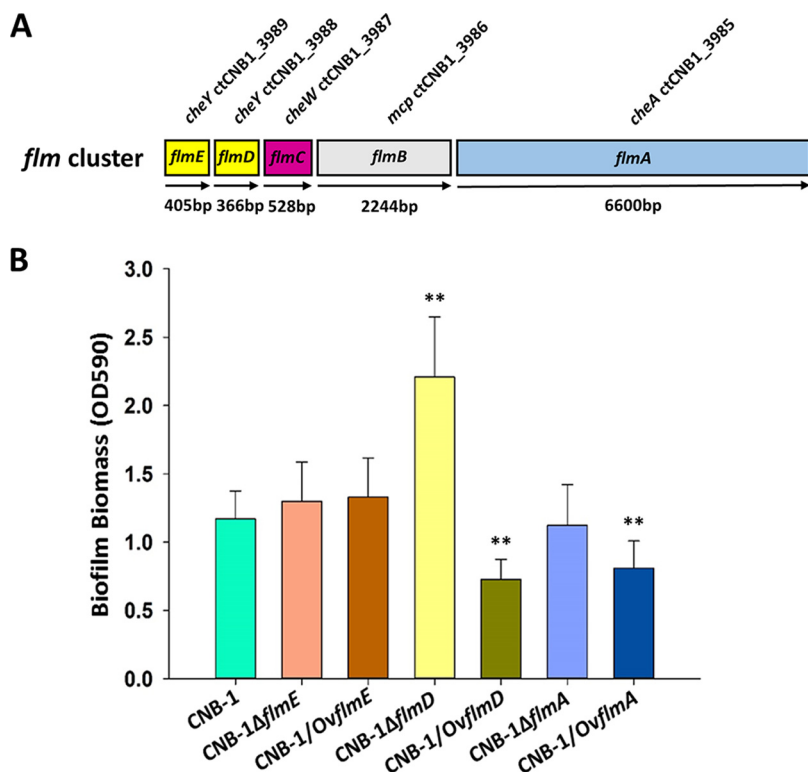 A
cheY ctCNB1_3989
cheY ctCNB1_3988
cheW ctCNB1_3987
mcp ctCNB1_3986
cheA ctCNB1_3985
flm cluster
flmE flmD flmC flmB flmA
405bp 366bp 528bp 2244bp 6600bp
B
Biofilm Biomass (OD590)
3.0
2.5
2.0
1.5
1.0
0.5
0.0
**
**
**
CNB-1
CNB-1ΔflmE
CNB-1/OvflmE
CNB-1ΔflmD
CNB-1/OvflmD
CNB-1ΔflmA
CNB-1/OvflmA